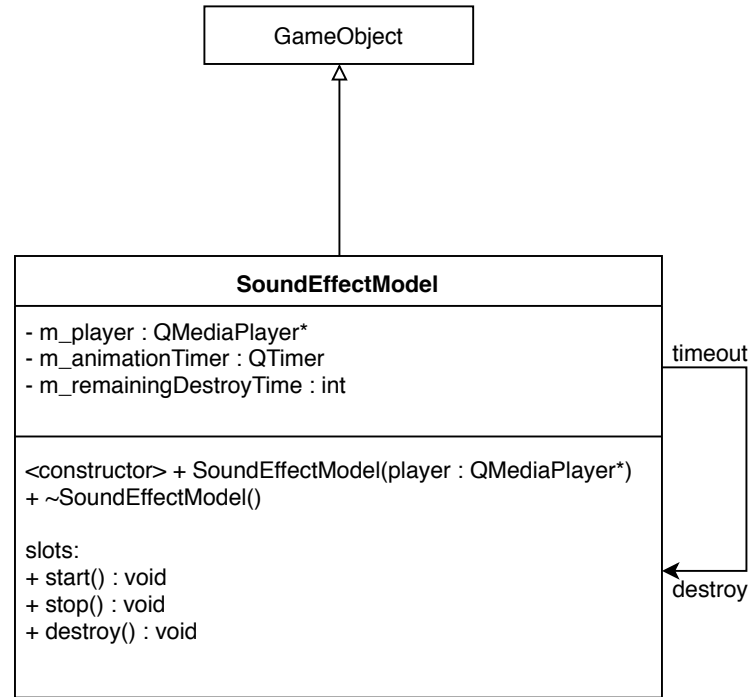 GameObject
SoundEffectModel
- m_player : QMediaPlayer*
- m_animationTimer : QTimer
- m_remainingDestroyTime : int
timeout
<constructor> + SoundEffectModel(player : QMediaPlayer*)
+ ~SoundEffectModel()
slots:
+ start() : void
+ stop() : void
+ destroy() : void
destroy